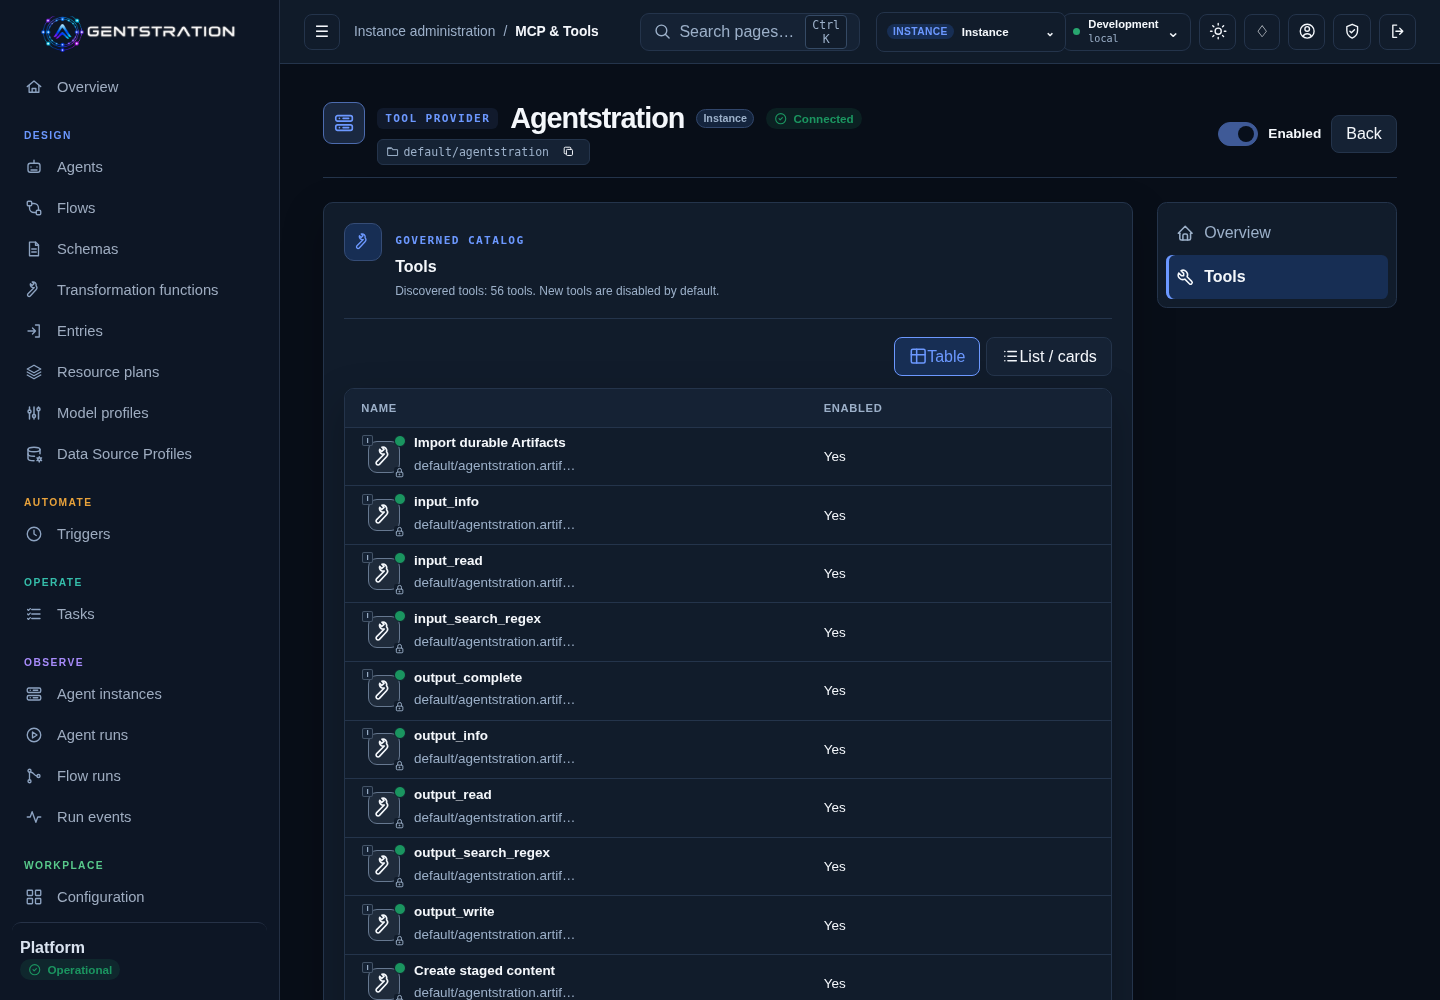 GENTSTRATION
Overview
DESIGN
Agents
Flows
Schemas
Transformation functions
Entries
Resource plans
Model profiles
Data Source Profiles
AUTOMATE
Triggers
OPERATE
Tasks
OBSERVE
Agent instances
Agent runs
Flow runs
Run events
WORKPLACE
Configuration
Platform
Operational
Instance administration / MCP & Tools
Search pages…
Ctrl K
INSTANCE Instance
Development
local
TOOL PROVIDER Agentstration Instance Connected
default/agentstration
Enabled
Back
GOVERNED CATALOG
Tools
Discovered tools: 56 tools. New tools are disabled by default.
Table
List / cards
NAME ENABLED
I
Import durable Artifacts
default/agentstration.artif…
Yes
I
input_info
default/agentstration.artif…
Yes
I
input_read
default/agentstration.artif…
Yes
I
input_search_regex
default/agentstration.artif…
Yes
I
output_complete
default/agentstration.artif…
Yes
I
output_info
default/agentstration.artif…
Yes
I
output_read
default/agentstration.artif…
Yes
I
output_search_regex
default/agentstration.artif…
Yes
I
output_write
default/agentstration.artif…
Yes
I
Create staged content
default/agentstration.artif…
Yes
Overview
Tools